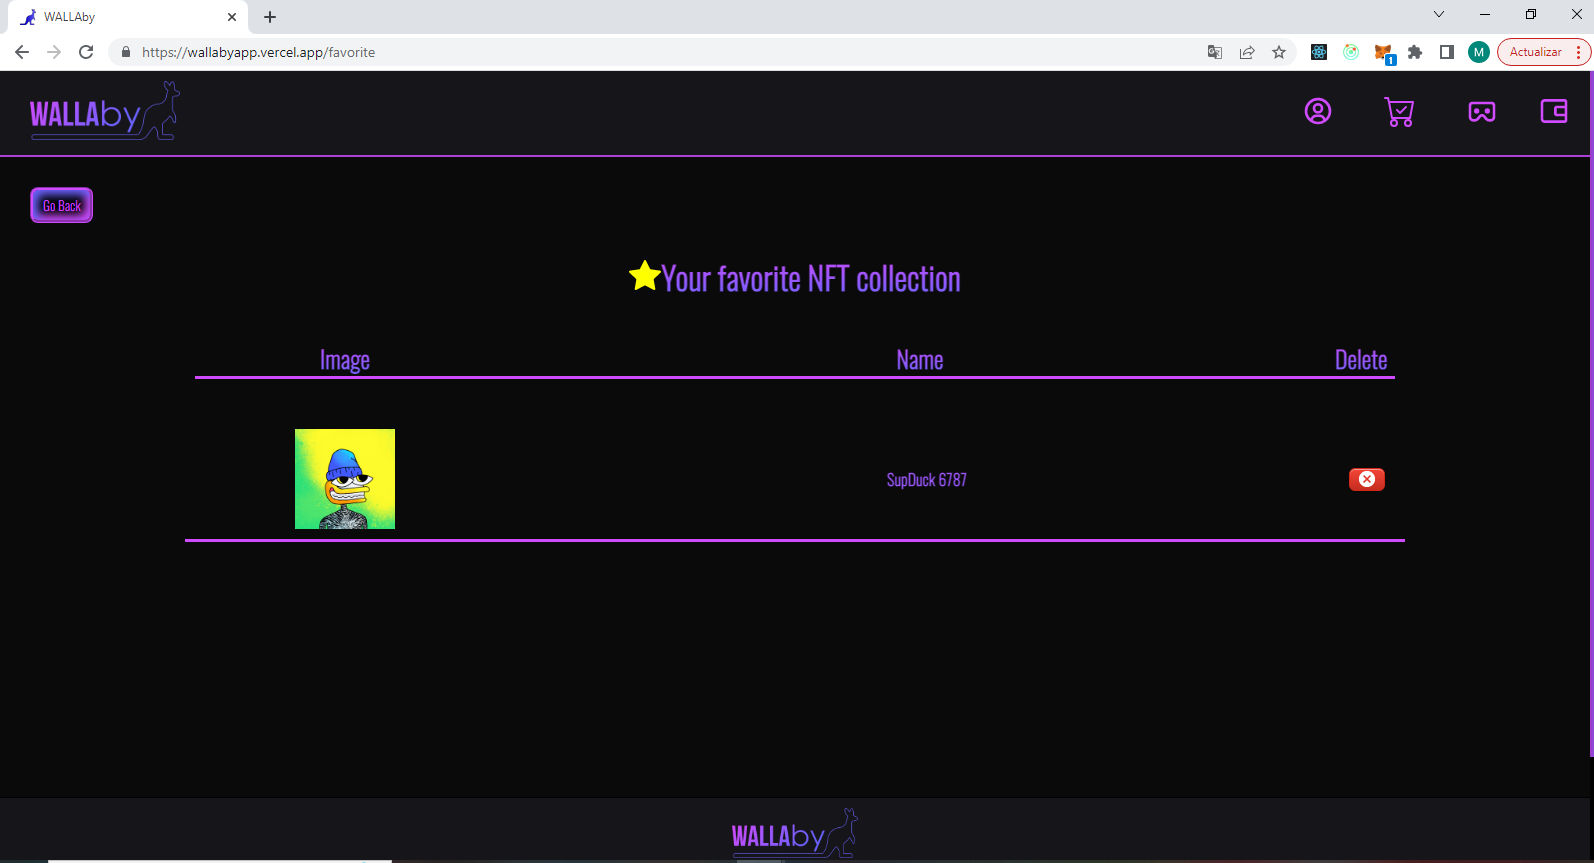 WALLAby
https://wallabyapp.vercel.app/favorite
1
M
Actualizar
WALLAby
Go Back
Your favorite NFT collection
Image Name Delete
SupDuck 6787
WALLAby